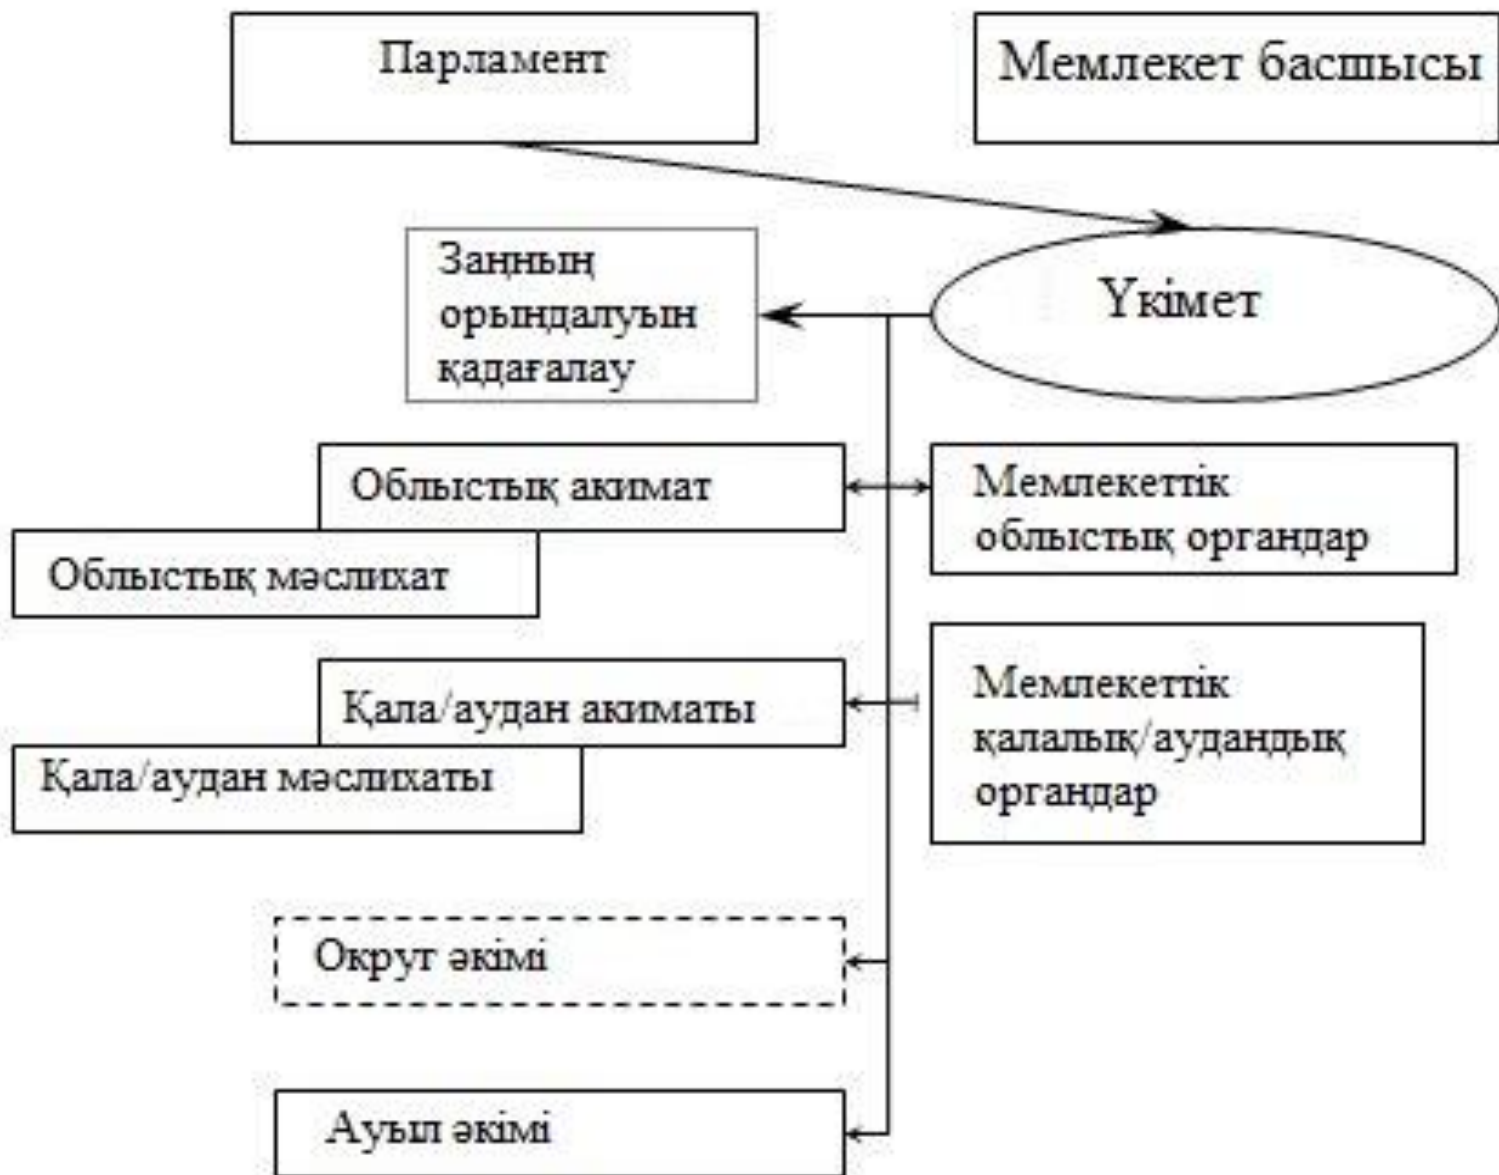 Парламент
Мемлекет басшысы
Заңның
орындалуын
қадағалау
Үкімет
Облыстық акимат
Мемлекеттік
облыстық органдар
Облыстық мәслихат
Қала/аудан акиматы
Мемлекеттік
қалалық/аудандық
органдар
Қала/аудан мәслихаты
Округ әкімі
Ауыл әкімі